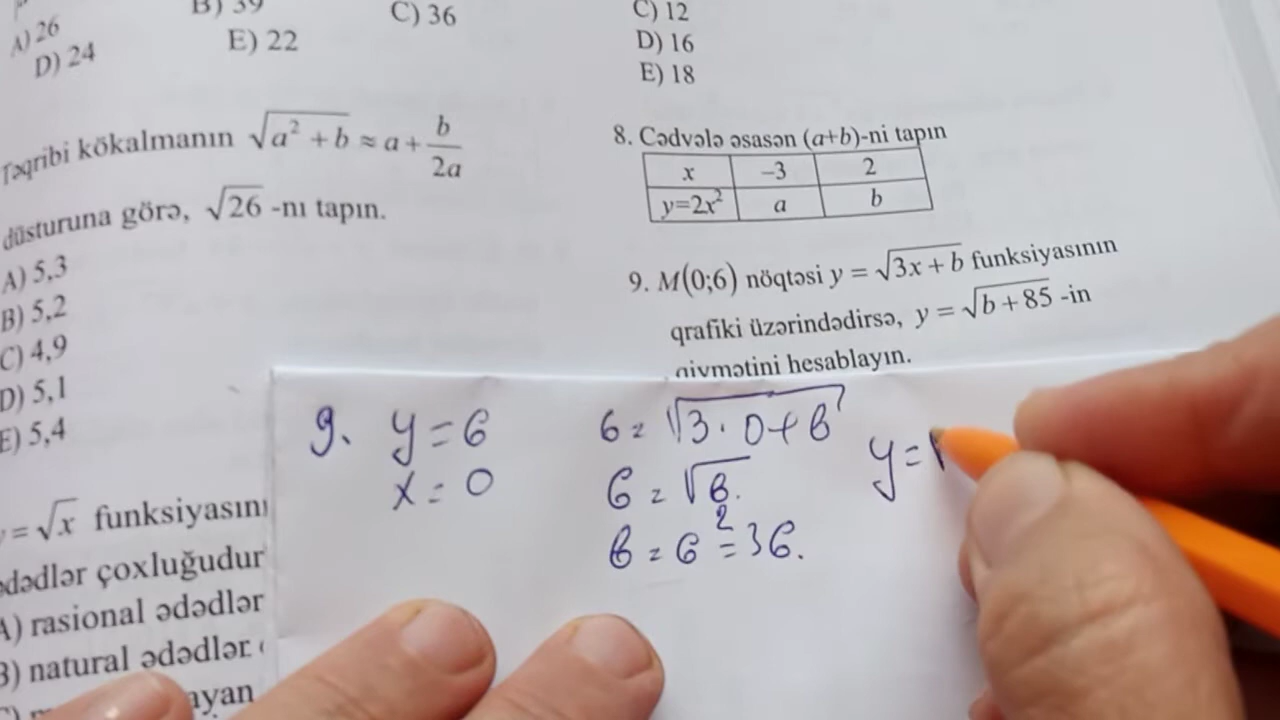 A) 26
B) 39
C) 36
D) 24
E) 22
Təqribi kökalmanın √(a² + b) ≈ a + b/2a
düsturuna görə, √26 -nı tapın.
A) 5,3
B) 5,2
C) 4,9
D) 5,1
E) 5,4
y = √x funksiyasını
ədədlər çoxluğudur
A) rasional ədədlər
B) natural ədədlər
C) 12
D) 16
E) 18
8. Cədvələ əsasən (a+b)-ni tapın
x −3 2
y=2x² a b
9. M(0;6) nöqtəsi y = √(3x + b) funksiyasının
qrafiki üzərindədirsə, y = √(b + 85) -in
qiymətini hesablayın.
9. y = 6
x = 0
6 = √(3 · 0 + b)
6 = √b.
b = 6² = 36.
y =